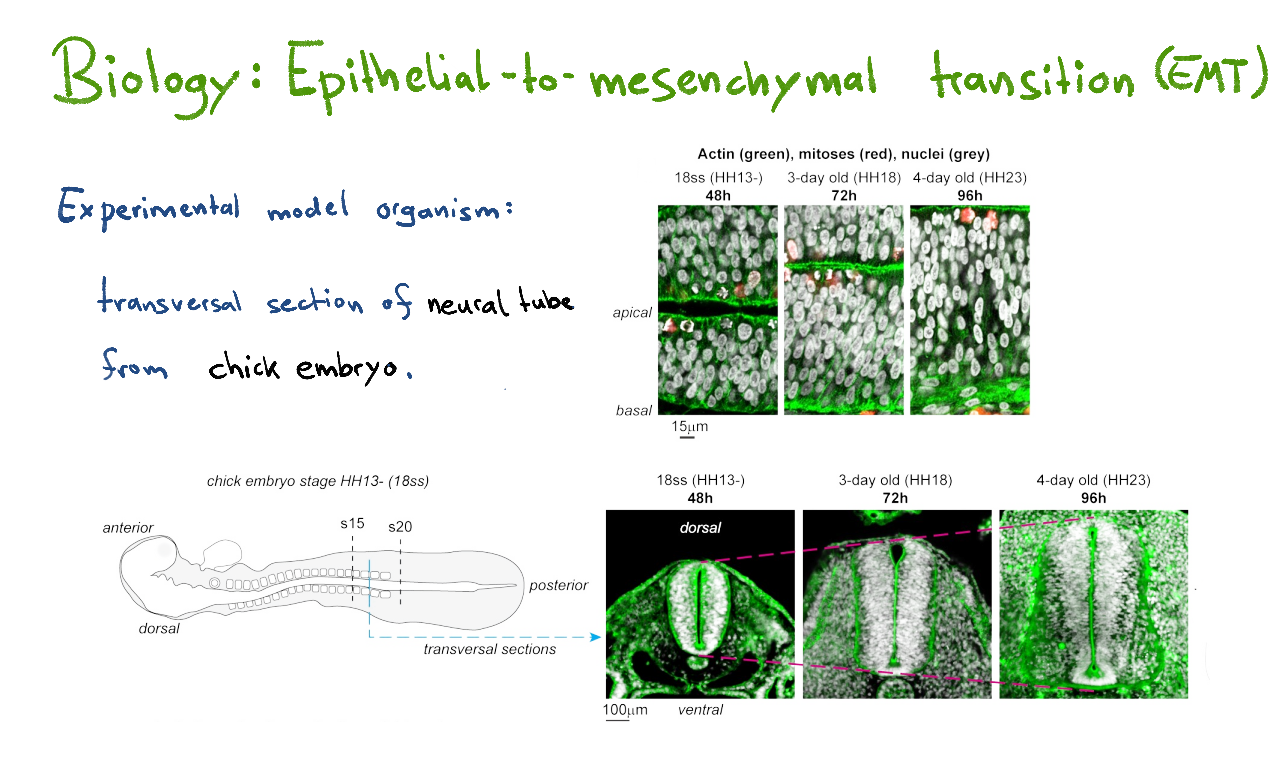 Biology: Epithelial-to-mesenchymal transition (EMT)
Experimental model organism:
transversal section of neural tube
from chick embryo.
Actin (green), mitoses (red), nuclei (grey)
18ss (HH13-) 3-day old (HH18) 4-day old (HH23)
48h 72h 96h
apical
basal
15μm
chick embryo stage HH13- (18ss)
anterior
s15 s20
posterior
dorsal
transversal sections
18ss (HH13-) 3-day old (HH18) 4-day old (HH23)
48h 72h 96h
dorsal
100μm ventral